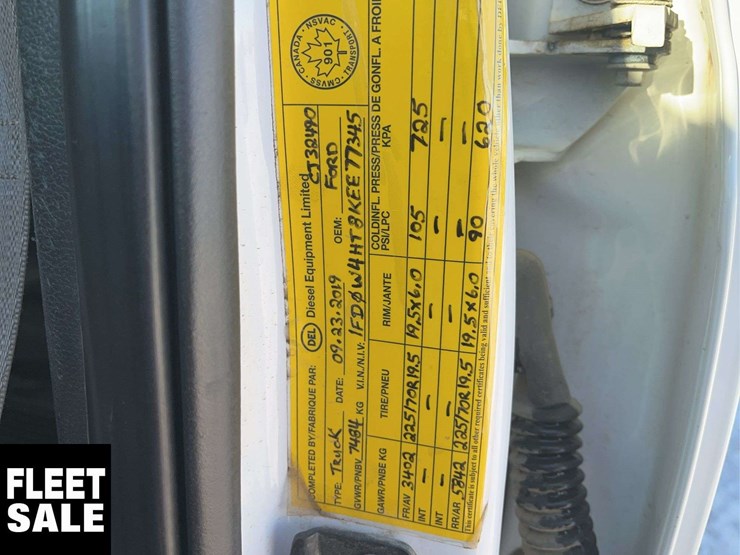 CANADA · NSVAC · TRANSPORT · CMVSS ·
901
COMPLETED BY/FABRIQUE PAR: DEL Diesel Equipment Limited CJ32490
TYPE: TRUCK DATE: 09.23.2019 OEM: FORD
GVWR/PNBV 7484 KG V.I.N./N.I.V: 1FDØW4HT8KEE77345
GAWR/PNBE KG TIRE/PNEU RIM/JANTE COLDINFL. PRESS/PRESS DE GONFL. A FROI
PSI/LPC KPA
FR/AV 3402 225/70R19.5 19.5x6.0 105 725
INT — — — — —
INT — — — — —
RR/AR 5842 225/70R19.5 19.5x6.0 90 620
This certificate is subject to all other required certificates being valid and sufficient
FLEET
SALE